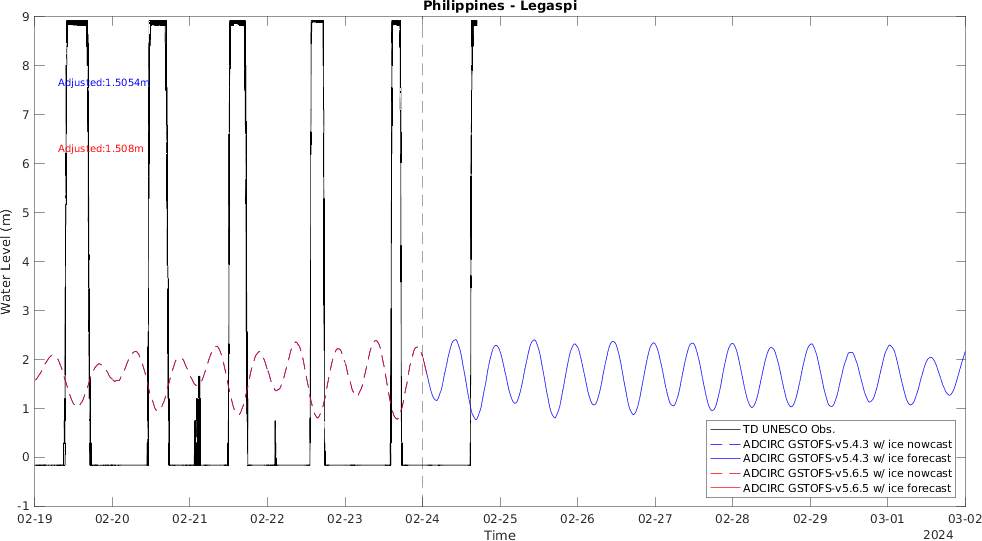 Philippines - Legaspi
9
8
7
6
5
4
3
2
1
0
-1
Water Level (m)
Adjusted:1.5054m
Adjusted:1.508m
TD UNESCO Obs.
ADCIRC GSTOFS-v5.4.3 w/ ice nowcast
ADCIRC GSTOFS-v5.4.3 w/ ice forecast
ADCIRC GSTOFS-v5.6.5 w/ ice nowcast
ADCIRC GSTOFS-v5.6.5 w/ ice forecast
02-19 02-20 02-21 02-22 02-23 02-24 02-25 02-26 02-27 02-28 02-29 03-01 03-02
Time
2024